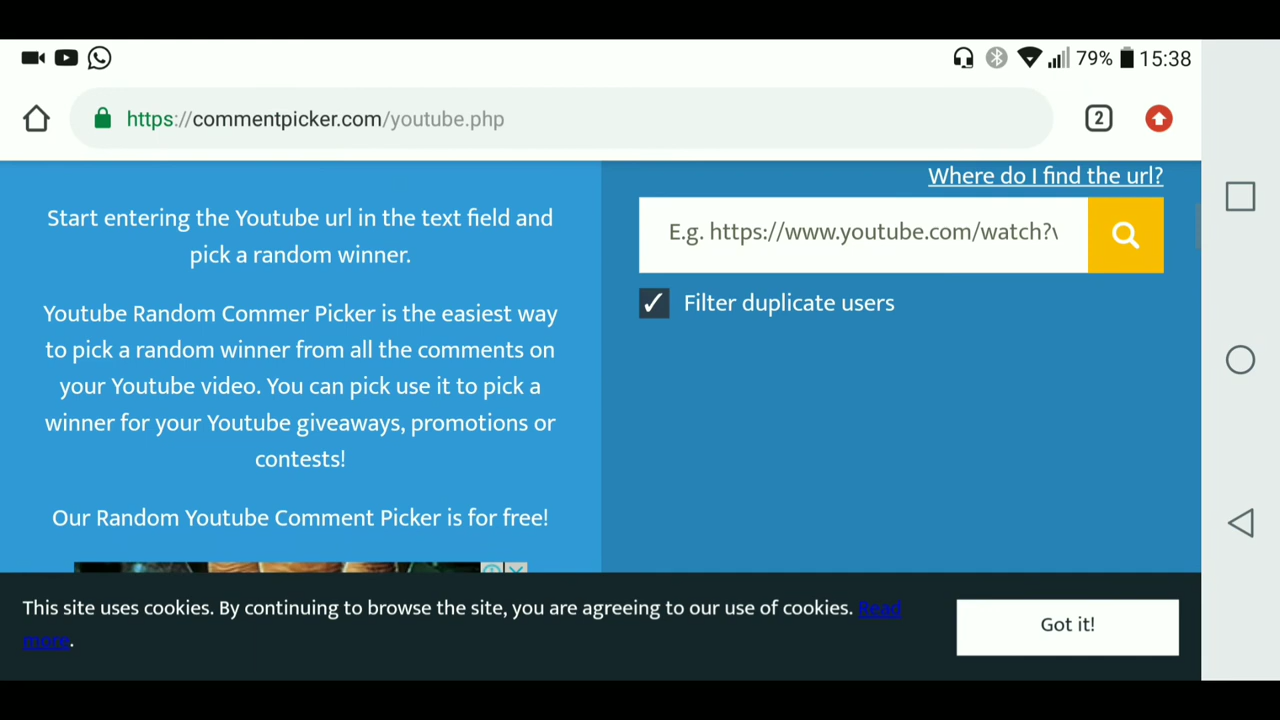 79% 15:38
https://commentpicker.com/youtube.php
2
Start entering the Youtube url in the text field and
pick a random winner.
Youtube Random Commer Picker is the easiest way
to pick a random winner from all the comments on
your Youtube video. You can pick use it to pick a
winner for your Youtube giveaways, promotions or
contests!
Our Random Youtube Comment Picker is for free!
Where do I find the url?
E.g. https://www.youtube.com/watch?v
Filter duplicate users
This site uses cookies. By continuing to browse the site, you are agreeing to our use of cookies. Read
more.
Got it!